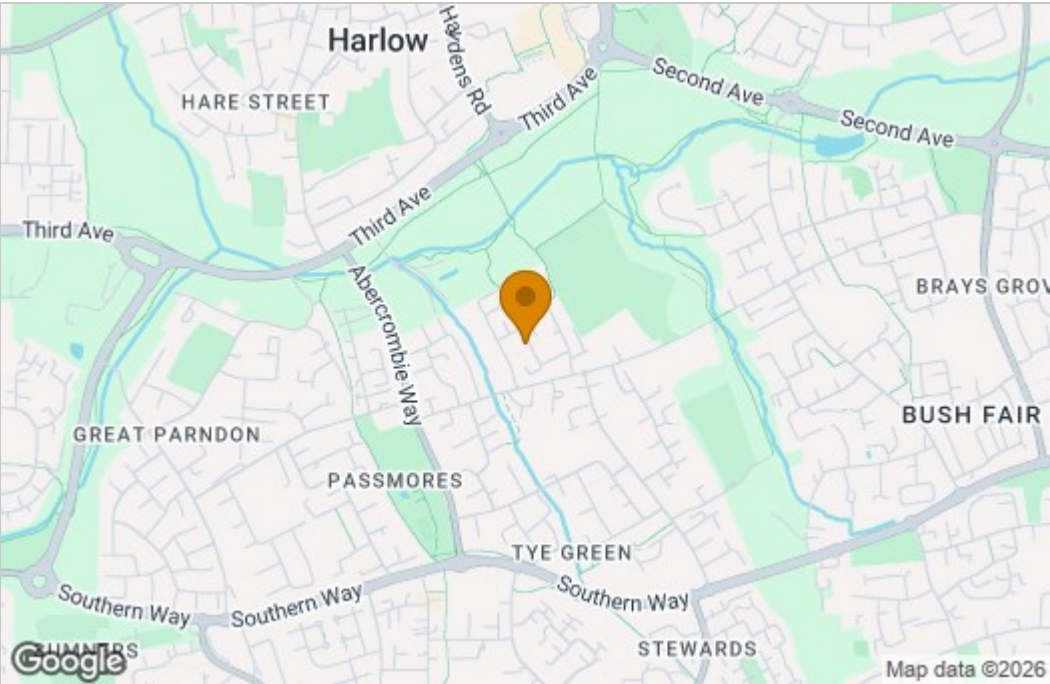 Harlow
Hardens Rd
Second Ave
HARE STREET
Third Ave
Second Ave
Third Ave
Third Ave
BRAYS GROV
Abercrombie Way
BUSH FAIR
GREAT PARNDON
PASSMORES
TYE GREEN
Southern Way
Southern Way
Southern Way
STEWARDS
SUMNERS
Google
Map data ©2026